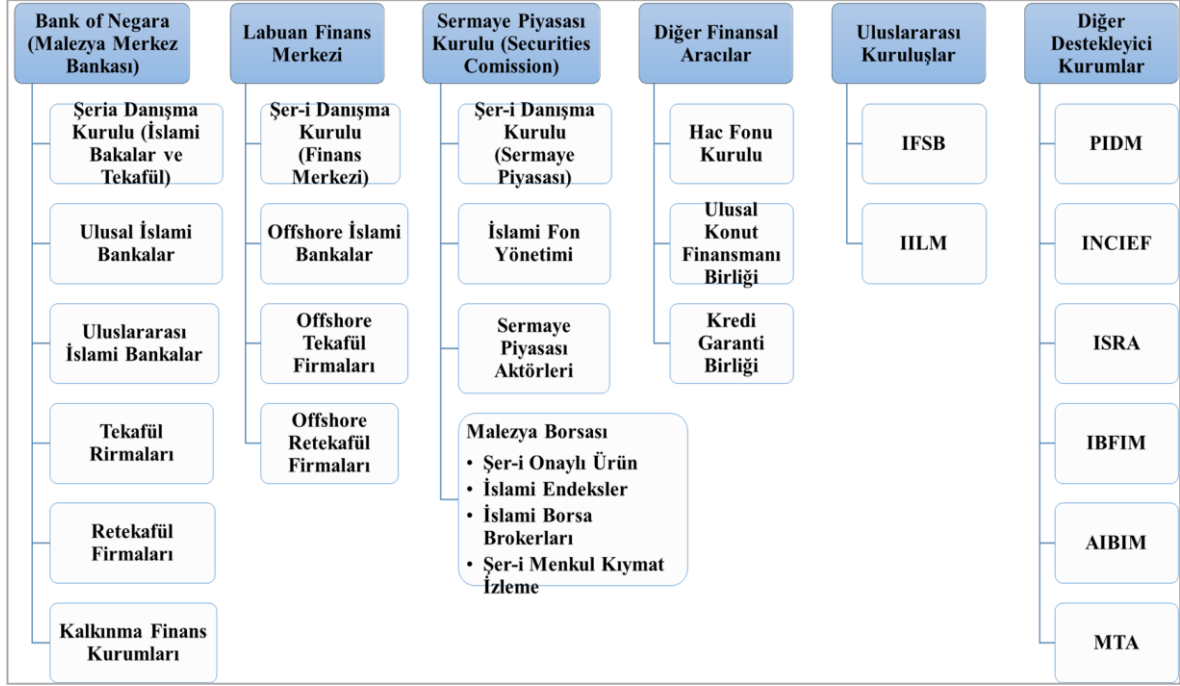 Bank of Negara
(Malezya Merkez
Bankası)
Şeria Danışma
Kurulu (İslami
Bakalar ve
Tekafül)
Ulusal İslami
Bankalar
Uluslararası
İslami Bankalar
Tekafül
Rirmaları
Retekafül
Firmaları
Kalkınma Finans
Kurumları
Labuan Finans
Merkezi
Şer-i Danışma
Kurulu
(Finans
Merkezi)
Offshore İslami
Bankalar
Offshore
Tekafül
Firmaları
Offshore
Retekafül
Firmaları
Sermaye Piyasası
Kurulu (Securities
Comission)
Şer-i Danışma
Kurulu
(Sermaye
Piyasası)
İslami Fon
Yönetimi
Sermaye
Piyasası
Aktörleri
Malezya Borsası
• Şer-i Onaylı Ürün
• İslami Endeksler
• İslami Borsa
Brokerları
• Şer-i Menkul Kıymat
İzleme
Diğer Finansal
Aracılar
Hac Fonu
Kurulu
Ulusal
Konut
Finansmanı
Birliği
Kredi
Garanti
Birliği
Uluslararası
Kuruluşlar
IFSB
IILM
Diğer
Destekleyici
Kurumlar
PIDM
INCIEF
ISRA
IBFIM
AIBIM
MTA